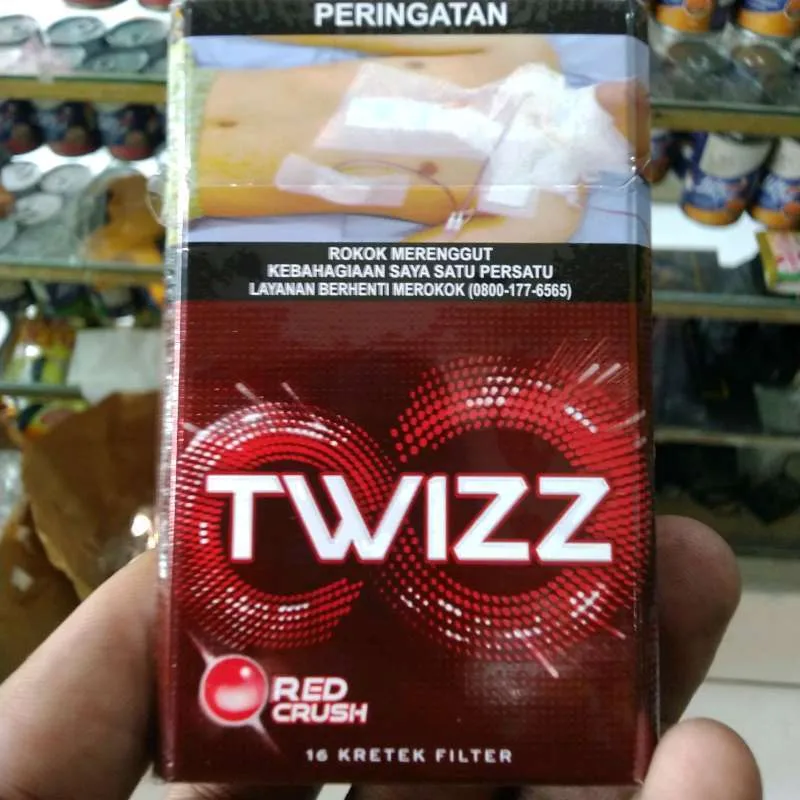 PERINGATAN
ROKOK MERENGGUT
KEBAHAGIAAN SAYA SATU PERSATU
LAYANAN BERHENTI MEROKOK (0800-177-6565)
TWIZZ
RED
CRUSH
16 KRETEK FILTER